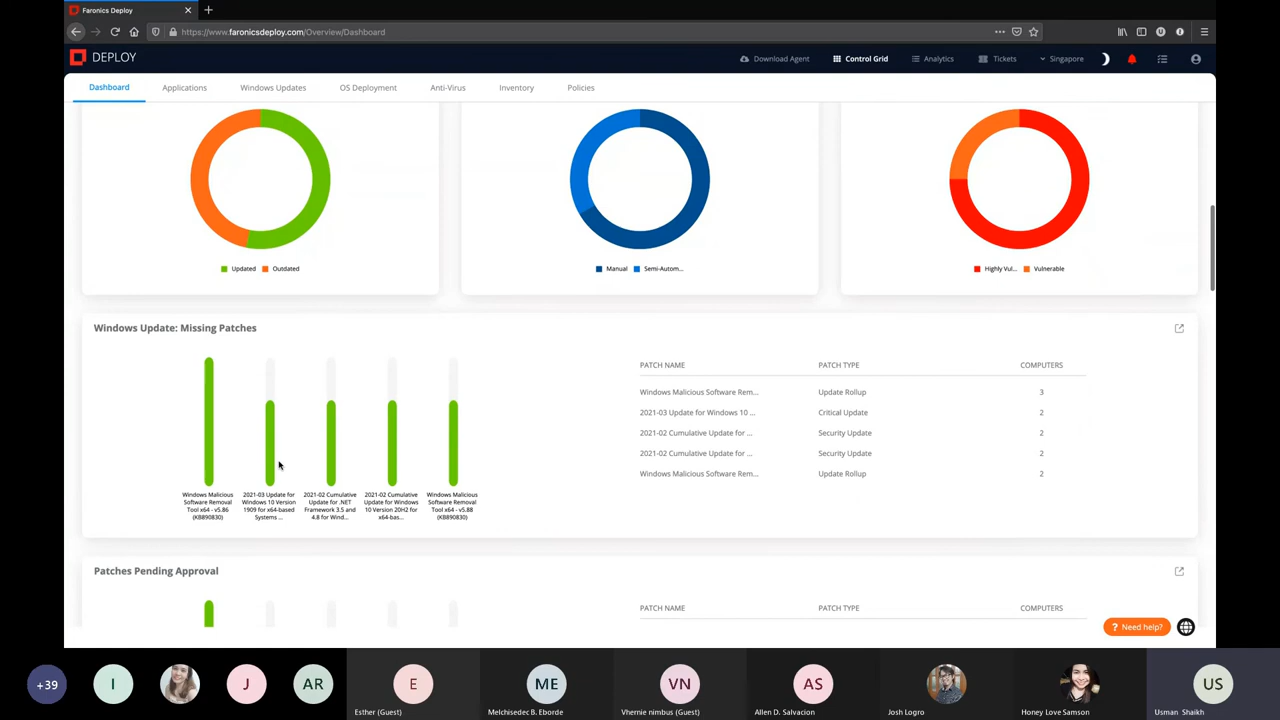 Faronics Deploy
https://www.faronicsdeploy.com/Overview/Dashboard
DEPLOY
Download Agent
Control Grid
Analytics
Tickets
Singapore
Dashboard
Applications
Windows Updates
OS Deployment
Anti-Virus
Inventory
Policies
Updated
Outdated
Manual
Semi-Autom...
Highly Vul...
Vulnerable
Windows Update: Missing Patches
Windows Malicious
Software Removal
Tool x64 - v5.86
(KB890830)
2021-03 Update for
Windows 10 Version
1909 for x64-based
Systems ...
2021-02 Cumulative
Update for .NET
Framework 3.5 and
4.8 for Wind...
2021-02 Cumulative
Update for Windows
10 Version 20H2 for
x64-bas...
Windows Malicious
Software Removal
Tool x64 - v5.88
(KB890830)
PATCH NAME PATCH TYPE COMPUTERS
Windows Malicious Software Rem... Update Rollup 3
2021-03 Update for Windows 10 ... Critical Update 2
2021-02 Cumulative Update for ... Security Update 2
2021-02 Cumulative Update for ... Security Update 2
Windows Malicious Software Rem... Update Rollup 2
Patches Pending Approval
PATCH NAME PATCH TYPE COMPUTERS
? Need help?
+39
I
J
AR
E
Esther (Guest)
ME
Melchisedec B. Eborde
VN
Vhernie nimbus (Guest)
AS
Allen D. Salvacion
Josh Logro
Honey Love Samson
US
Usman Shaikh